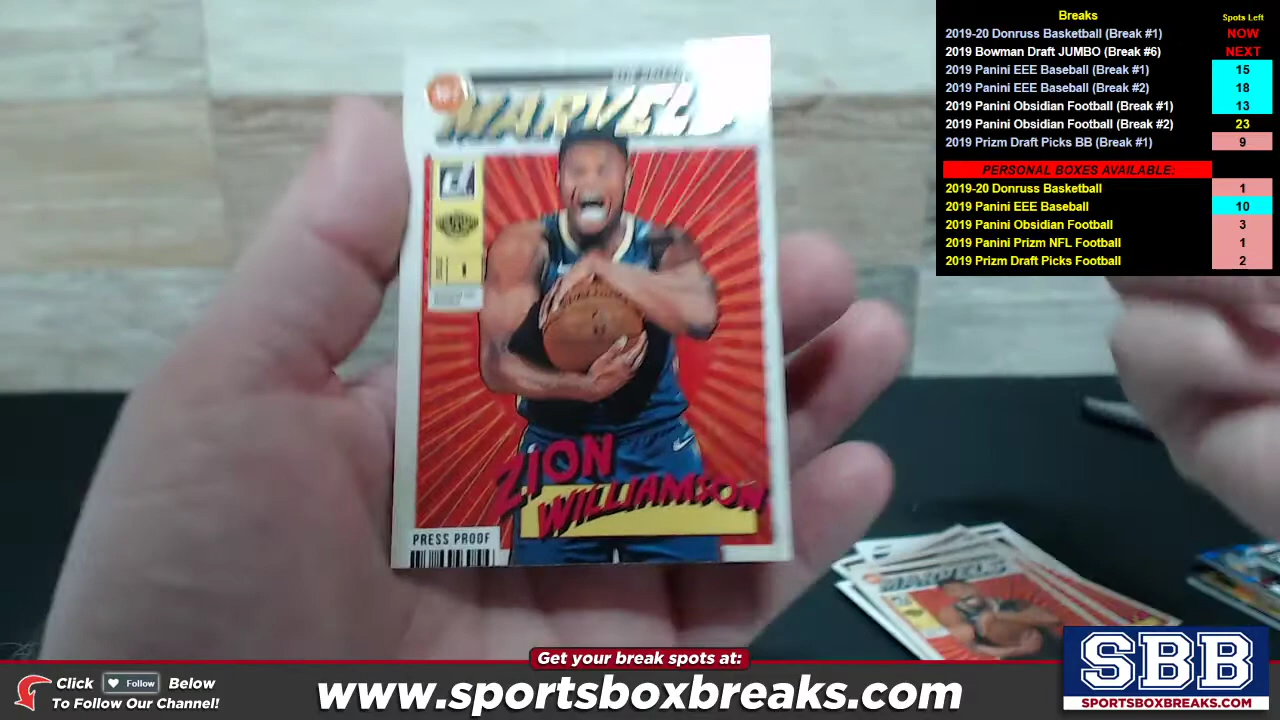 Breaks Spots Left
2019-20 Donruss Basketball (Break #1) NOW
2019 Bowman Draft JUMBO (Break #6) NEXT
2019 Panini EEE Baseball (Break #1) 15
2019 Panini EEE Baseball (Break #2) 18
2019 Panini Obsidian Football (Break #1) 13
2019 Panini Obsidian Football (Break #2) 23
2019 Prizm Draft Picks BB (Break #1) 9
PERSONAL BOXES AVAILABLE:
2019-20 Donruss Basketball 1
2019 Panini EEE Baseball 10
2019 Panini Obsidian Football 3
2019 Panini Prizm NFL Football 1
2019 Prizm Draft Picks Football 2
MARVELS
ZION
WILLIAMSON
PRESS PROOF
MARVELS
Get your break spots at:
Click Follow Below
To Follow Our Channel!
www.sportsboxbreaks.com
SBB
SPORTSBOXBREAKS.COM